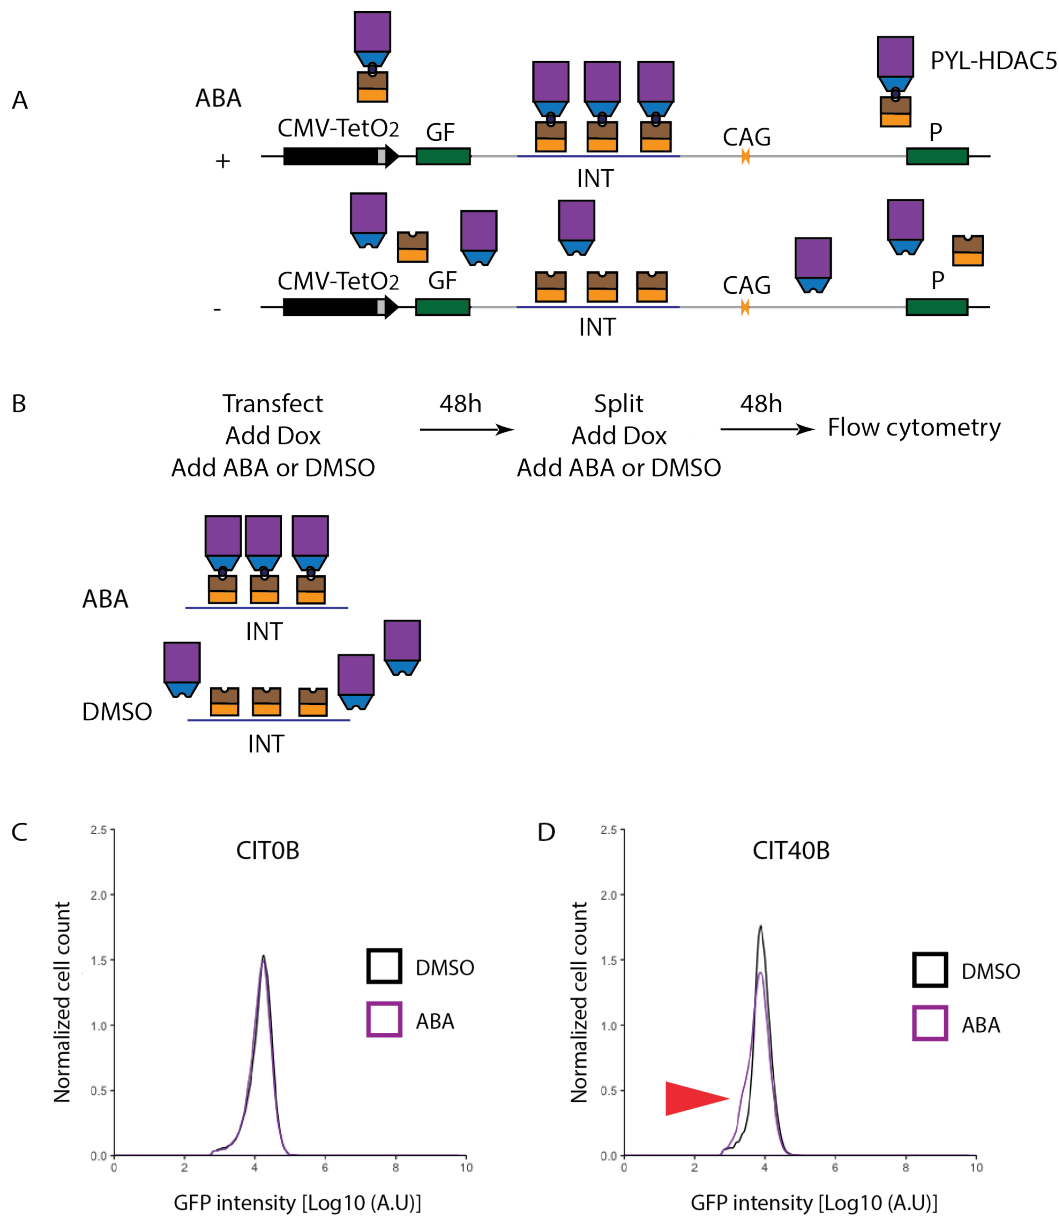 A
ABA
+
PYL-HDAC5
CMV-TetO2
GF
INT
CAG
P
-
CMV-TetO2
GF
INT
CAG
P
B
Transfect
Add Dox
Add ABA or DMSO
48h
Split
Add Dox
Add ABA or DMSO
48h
Flow cytometry
ABA
INT
DMSO
INT
C
CIT0B
Normalized cell count
2.5
2.0
1.5
1.0
0.5
0.0
0 2 4 6 8 10
GFP intensity [Log10 (A.U)]
DMSO
ABA
D
CIT40B
Normalized cell count
2.5
2.0
1.5
1.0
0.5
0.0
0 2 4 6 8 10
GFP intensity [Log10 (A.U)]
DMSO
ABA